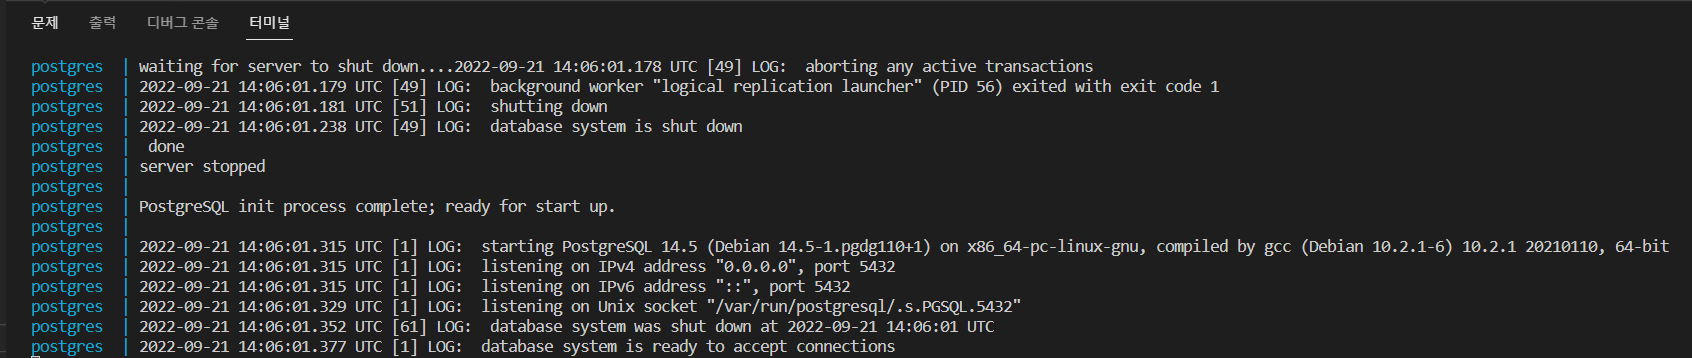 문제 출력 디버그 콘솔 터미널
postgres | waiting for server to shut down....2022-09-21 14:06:01.178 UTC [49] LOG:  aborting any active transactions
postgres | 2022-09-21 14:06:01.179 UTC [49] LOG:  background worker "logical replication launcher" (PID 56) exited with exit code 1
postgres | 2022-09-21 14:06:01.181 UTC [51] LOG:  shutting down
postgres | 2022-09-21 14:06:01.238 UTC [49] LOG:  database system is shut down
postgres |  done
postgres | server stopped
postgres |
postgres | PostgreSQL init process complete; ready for start up.
postgres |
postgres | 2022-09-21 14:06:01.315 UTC [1] LOG:  starting PostgreSQL 14.5 (Debian 14.5-1.pgdg110+1) on x86_64-pc-linux-gnu, compiled by gcc (Debian 10.2.1-6) 10.2.1 20210110, 64-bit
postgres | 2022-09-21 14:06:01.315 UTC [1] LOG:  listening on IPv4 address "0.0.0.0", port 5432
postgres | 2022-09-21 14:06:01.315 UTC [1] LOG:  listening on IPv6 address "::", port 5432
postgres | 2022-09-21 14:06:01.329 UTC [1] LOG:  listening on Unix socket "/var/run/postgresql/.s.PGSQL.5432"
postgres | 2022-09-21 14:06:01.352 UTC [61] LOG:  database system was shut down at 2022-09-21 14:06:01 UTC
postgres | 2022-09-21 14:06:01.377 UTC [1] LOG:  database system is ready to accept connections